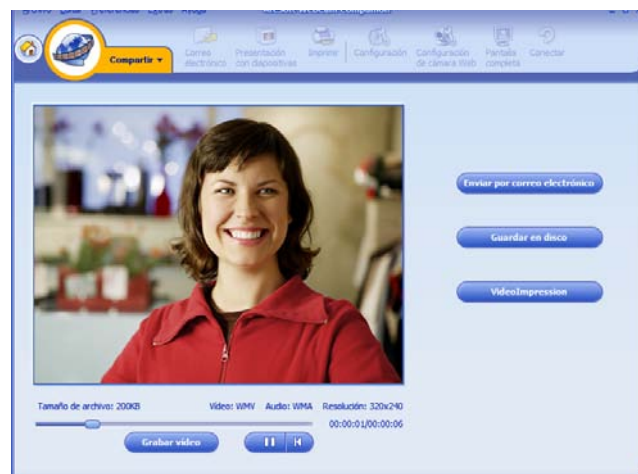 Compartir
Correo electrónico
Presentación con diapositivas
Imprimir
Configuración
Configuración de cámara Web
Pantalla completa
Conectar
Enviar por correo electrónico
Guardar en disco
VideoImpression
Tamaño de archivo: 200KB Vídeo: WMV Audio: WMA Resolución: 320x240
00:00:01/00:00:06
Grabar vídeo